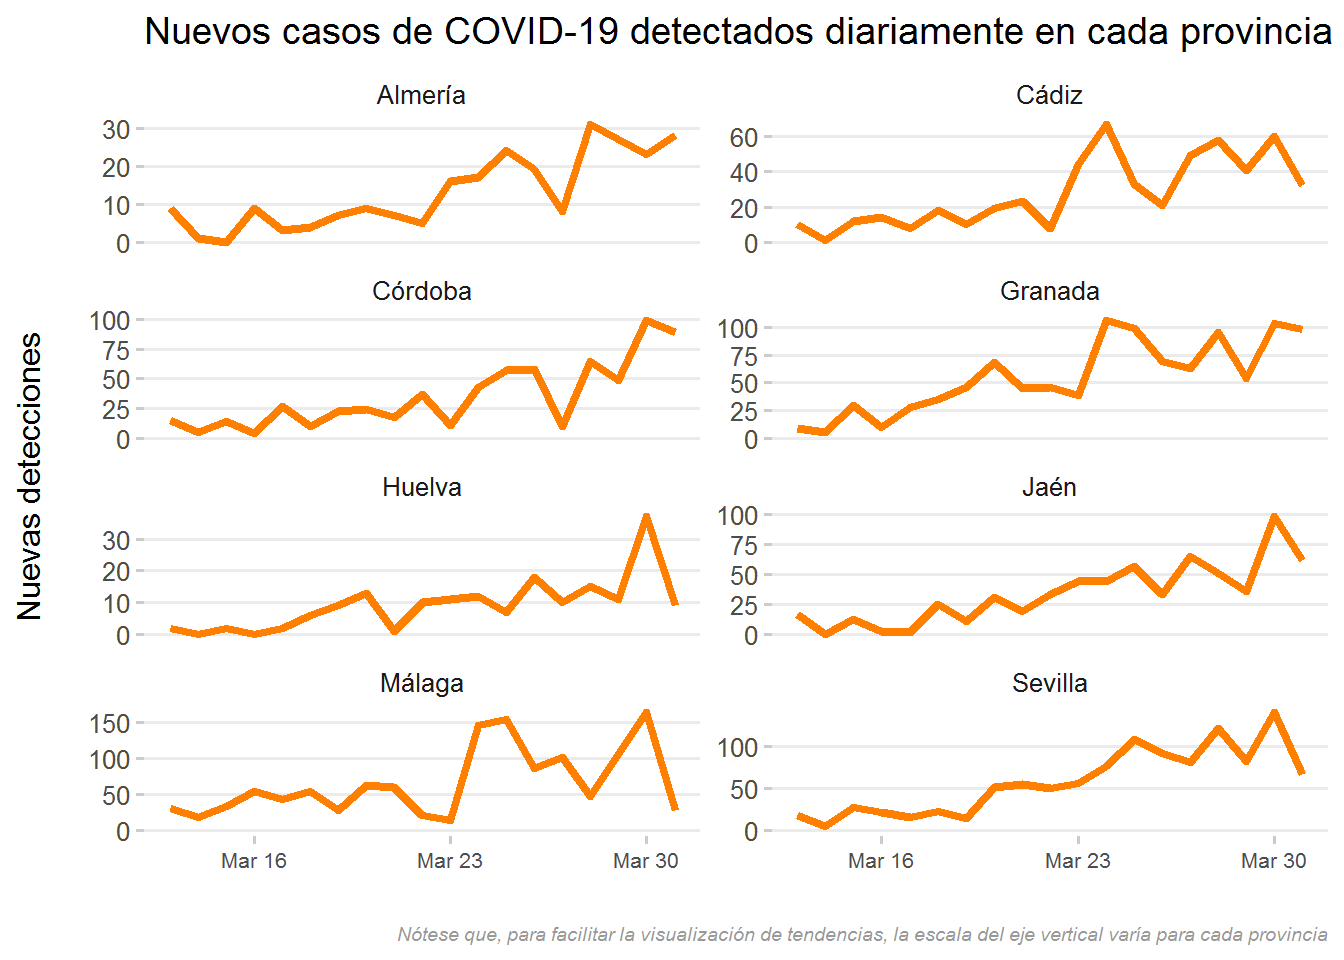 Nuevos casos de COVID-19 detectados diariamente en cada provincia
Nuevas detecciones
Almería
30
20
10
0
Cádiz
60
40
20
0
Córdoba
100
75
50
25
0
Granada
100
75
50
25
0
Huelva
30
20
10
0
Jaén
100
75
50
25
0
Málaga
150
100
50
0
Mar 16 Mar 23 Mar 30
Sevilla
100
50
0
Mar 16 Mar 23 Mar 30
Nótese que, para facilitar la visualización de tendencias, la escala del eje vertical varía para cada provincia